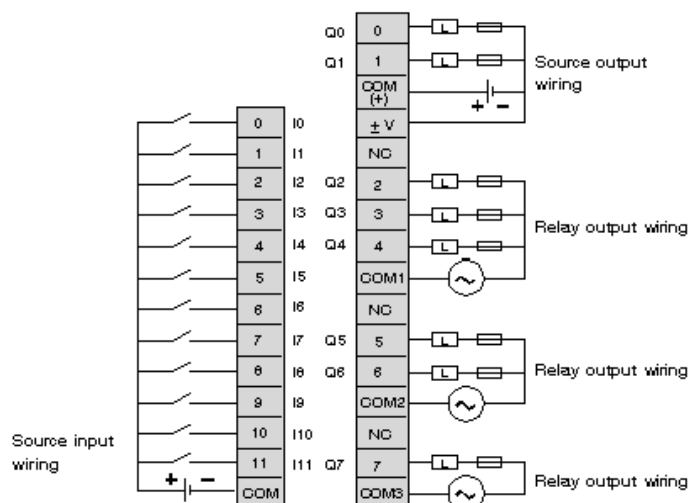 Q0 0 L
Q1 1 L
Source output
wiring
COM
(+)
+ −
± V
0 I0
NC
1 I1
2 I2 Q2 2 L
3 I3 Q3 3 L
Relay output wiring
4 I4 Q4 4 L
5 I5 COM1
6 I6 NC
7 I7 Q5 5 L
8 I8 Q6 6 L
Relay output wiring
9 I9 COM2
10 I10 NC
Source input
wiring
11 I11 Q7 7 L
Relay output wiring
+ −
COM COM3